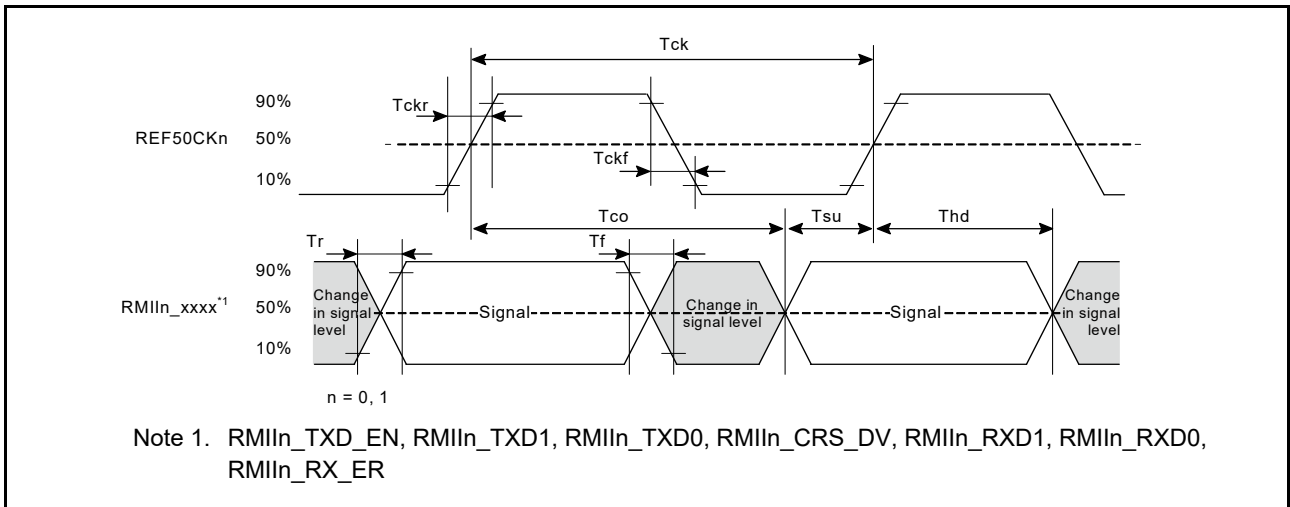 Tck
90%
Tckr
REF50CKn
50%
Tckf
10%
Tco
Tsu
Thd
Tr
Tf
90%
RMIIn_xxxx*1
50%
10%
Change
in signal
level
Signal
Change in
signal level
Signal
Change
in signal
level
n = 0, 1
Note 1. RMIIn_TXD_EN, RMIIn_TXD1, RMIIn_TXD0, RMIIn_CRS_DV, RMIIn_RXD1, RMIIn_RXD0,
RMIIn_RX_ER